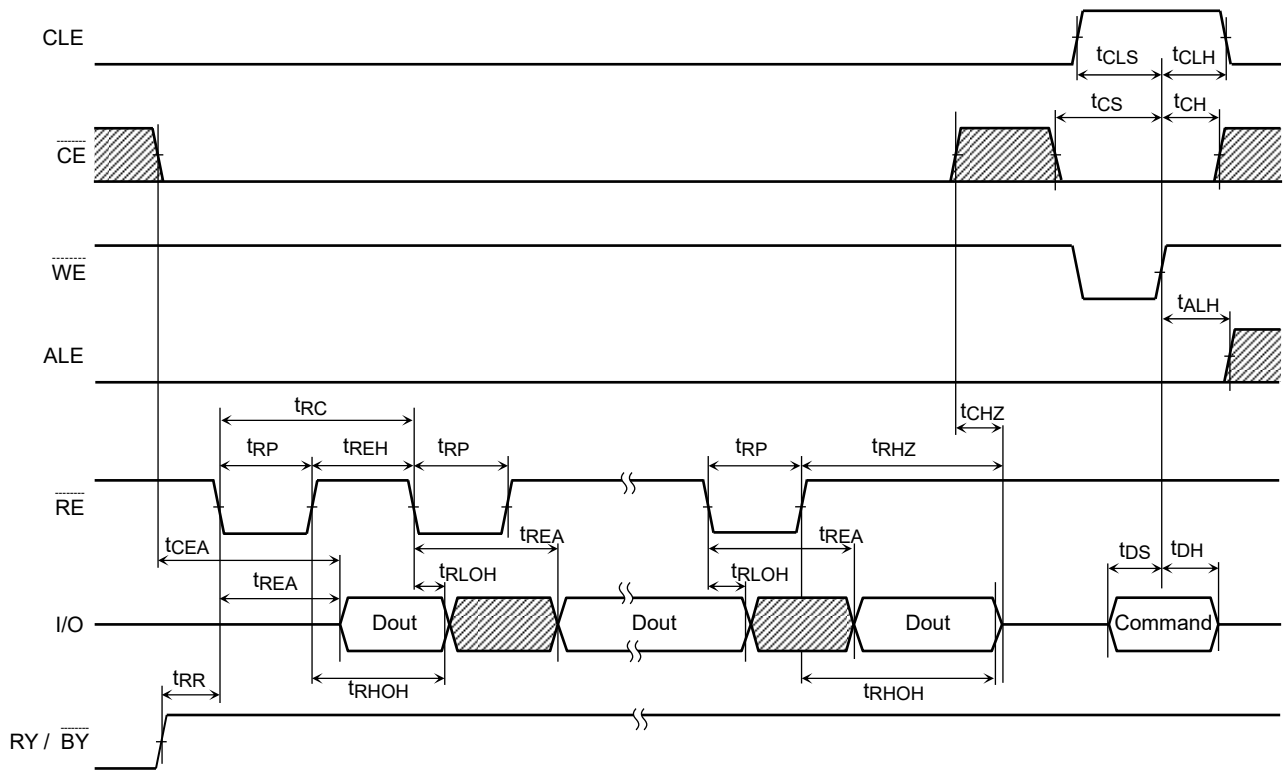 CLE
tCLS
tCLH
tCS
tCH
CE
WE
tALH
ALE
tRC
tCHZ
tRP
tREH
tRP
tRP
tRHZ
RE
tCEA
tREA
tREA
tDS
tDH
tREA
tRLOH
tRLOH
I/O
Dout
Dout
Dout
Command
tRR
tRHOH
tRHOH
RY / BY